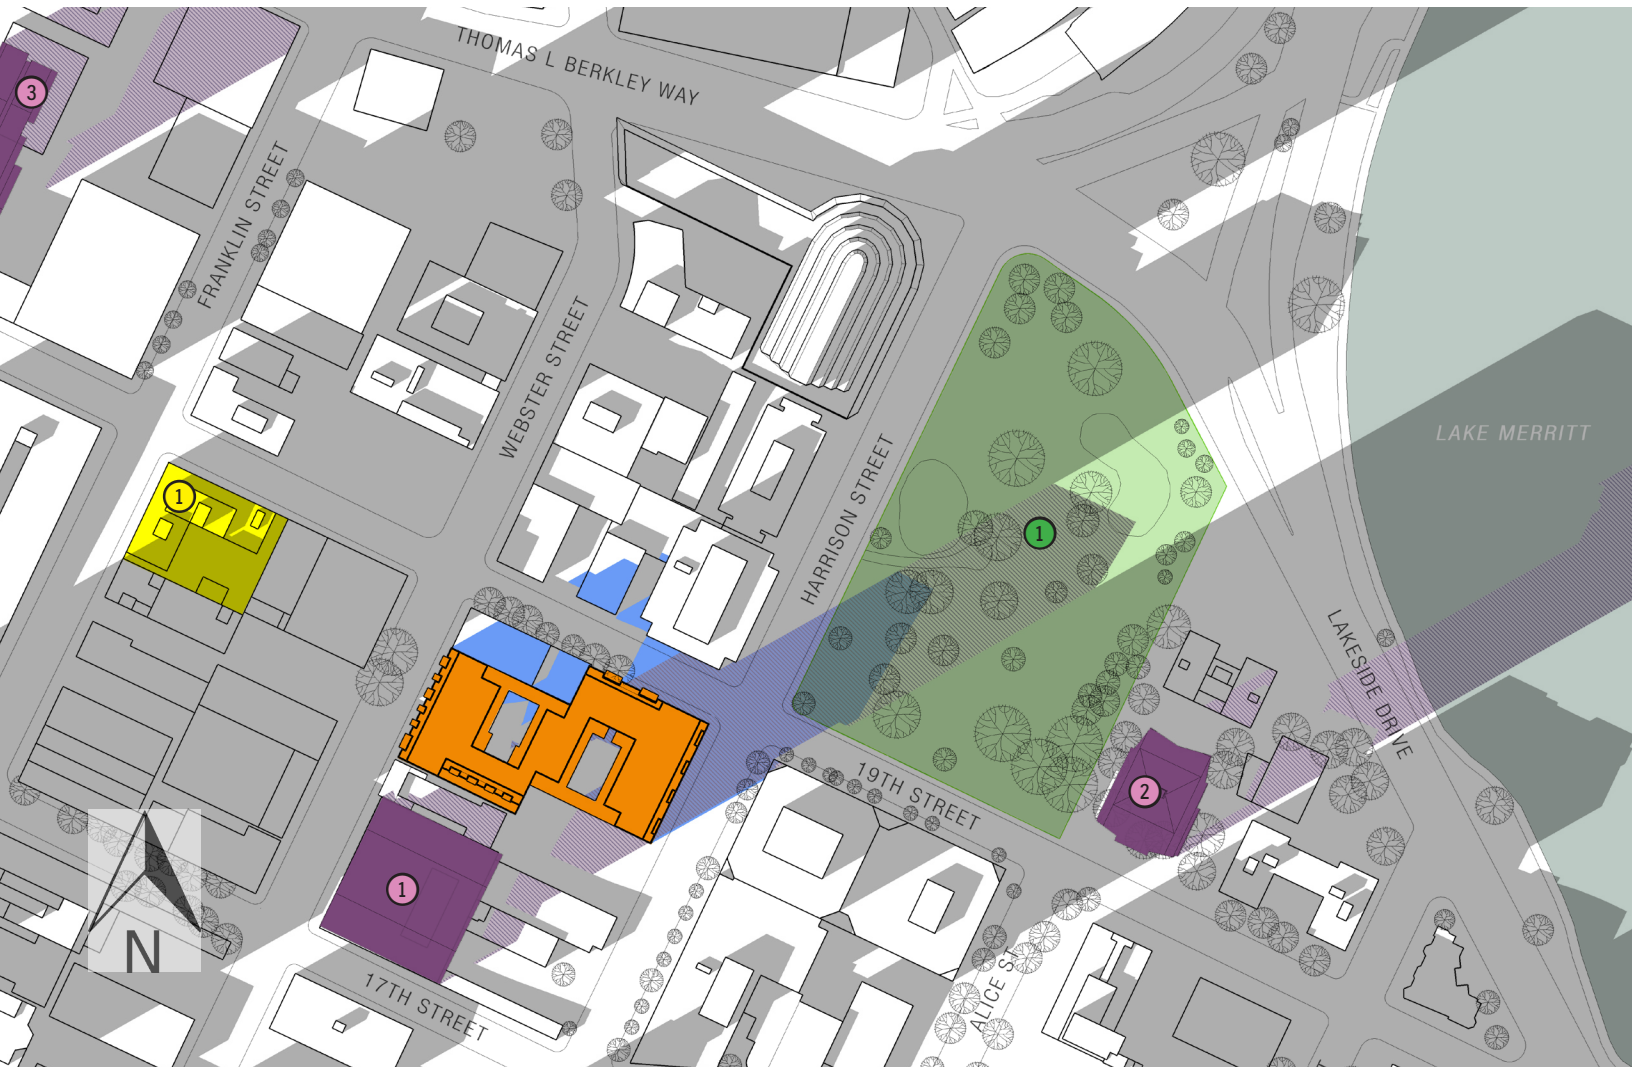 THOMAS L BERKLEY WAY
3
FRANKLIN STREET
WEBSTER STREET
HARRISON STREET
LAKE MERRITT
1
1
LAKESIDE DRIVE
19TH STREET
2
1
N
17TH STREET
ALICE ST